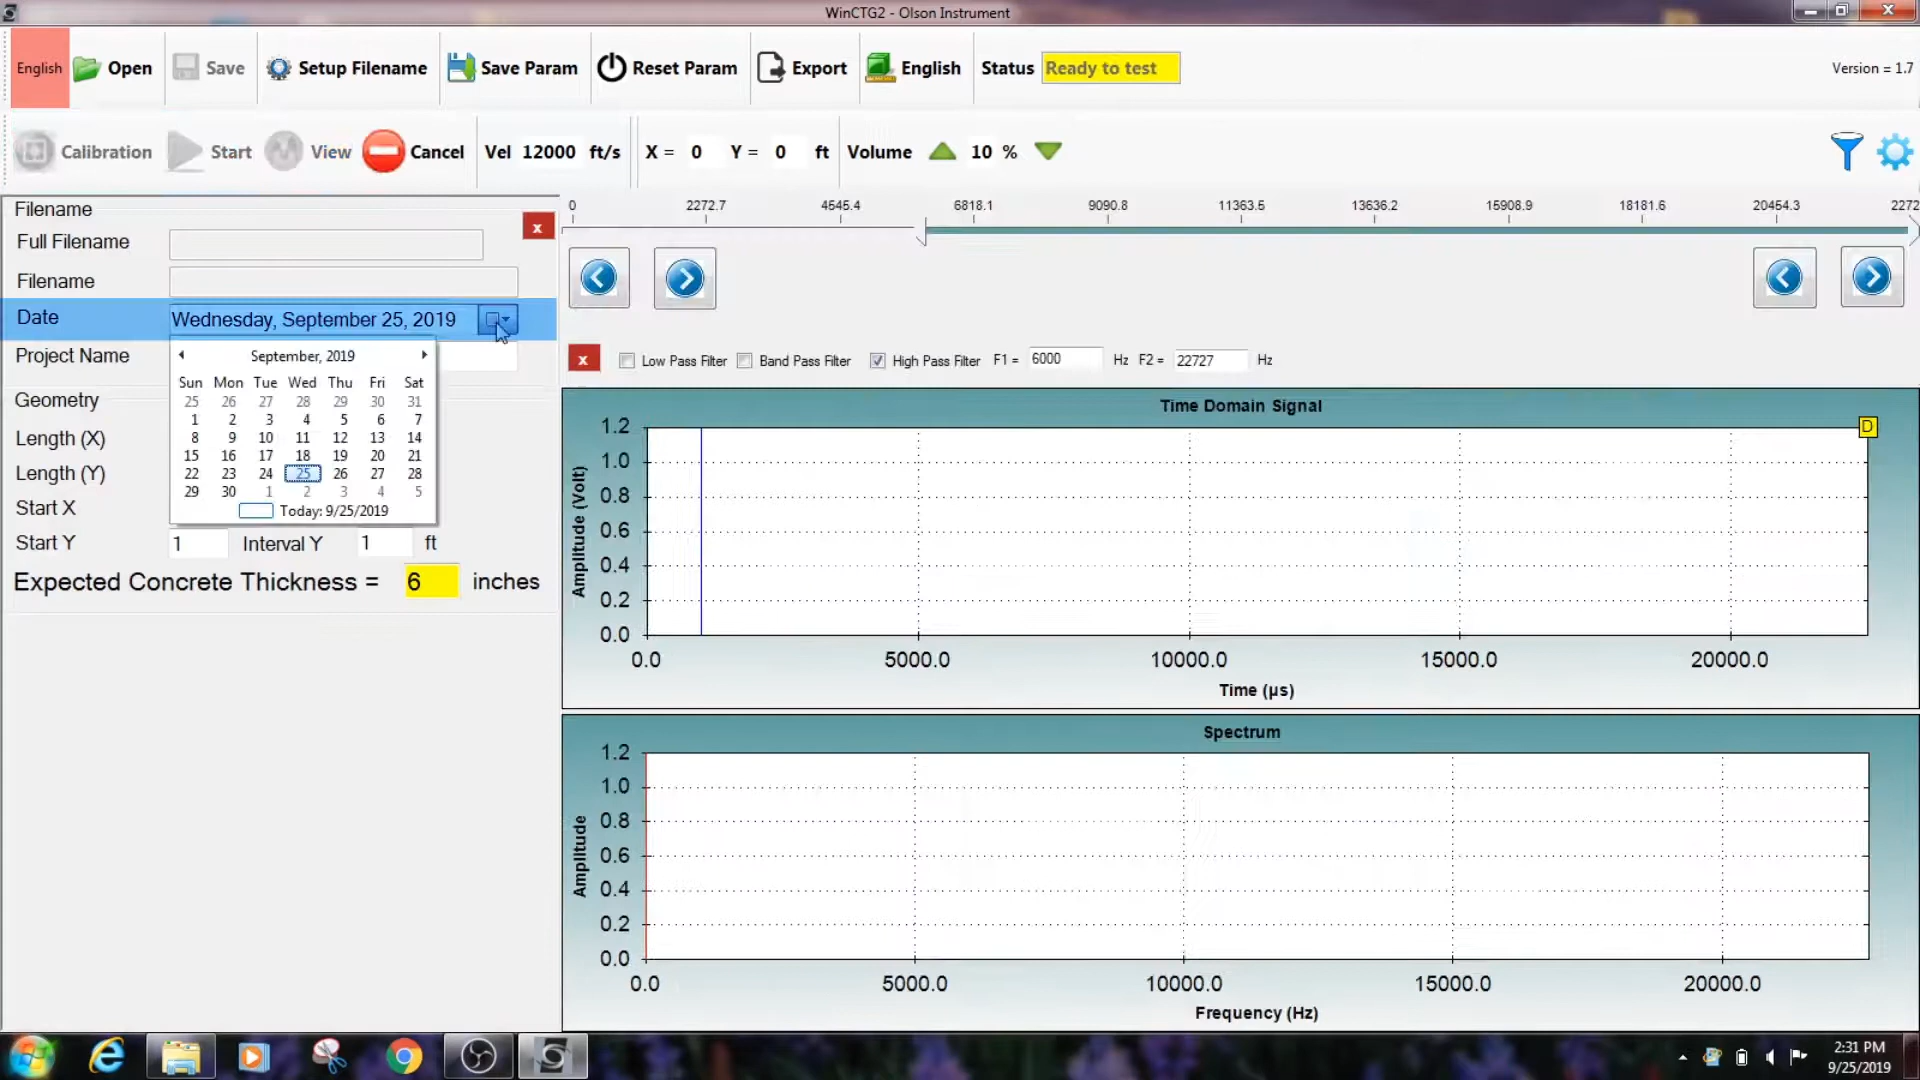 WinCTG2 - Olson Instrument
English Open Save Setup Filename Save Param Reset Param Export English Status Ready to test Version = 1.7
Calibration Start View Cancel Vel 12000 ft/s X = 0 Y = 0 ft Volume 10 %
Filename
x
Full Filename
Filename
Date Wednesday, September 25, 2019
Project Name
September, 2019
Sun Mon Tue Wed Thu Fri Sat
25 26 27 28 29 30 31
1 2 3 4 5 6 7
8 9 10 11 12 13 14
15 16 17 18 19 20 21
22 23 24 25 26 27 28
29 30 1 2 3 4 5
Today: 9/25/2019
Geometry
Length (X)
Length (Y)
Start X
Start Y 1 Interval Y 1 ft
Expected Concrete Thickness = 6 inches
0 2272.7 4545.4 6818.1 9090.8 11363.5 13636.2 15908.9 18181.6 20454.3 2272
x Low Pass Filter Band Pass Filter High Pass Filter F1 = 6000 Hz F2 = 22727 Hz
Time Domain Signal
D
1.2
1.0
0.8
0.6
0.4
0.2
0.0
Amplitude (Volt)
0.0 5000.0 10000.0 15000.0 20000.0
Time (µs)
Spectrum
1.2
1.0
0.8
0.6
0.4
0.2
0.0
Amplitude
0.0 5000.0 10000.0 15000.0 20000.0
Frequency (Hz)
2:31 PM
9/25/2019